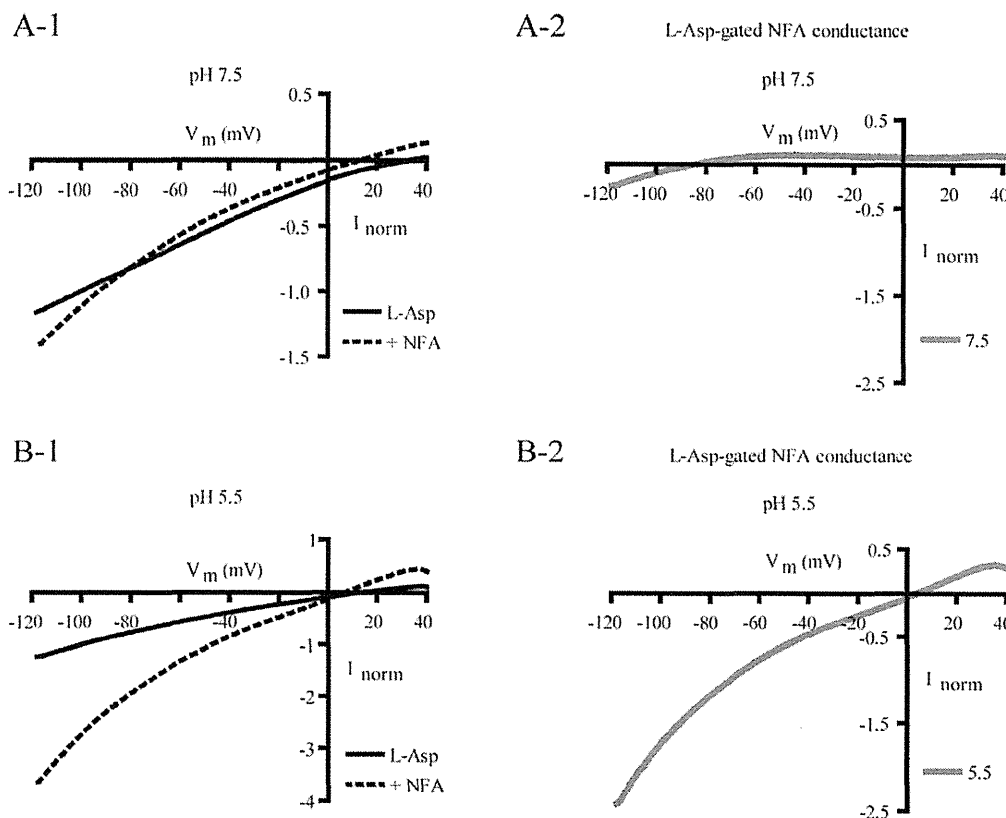 A-1
pH 7.5
0.5
V m (mV)
-120 -100 -80 -60 -40 20 40
-0.5
I norm
-1.0
-1.5
L-Asp
+ NFA
A-2
L-Asp-gated NFA conductance
pH 7.5
0.5
V m (mV)
-120 -100 -80 -60 -40 -20 20 40
-0.5
I norm
-1.5
-2.5
7.5
B-1
pH 5.5
1
V m (mV)
-120 -100 -80 -60 -40 20 40
-1
I norm
-2
-3
-4
L-Asp
+ NFA
B-2
L-Asp-gated NFA conductance
pH 5.5
0.5
V m (mV)
-120 -100 -80 -60 -40 -20 20 40
-0.5
I norm
-1.5
-2.5
5.5